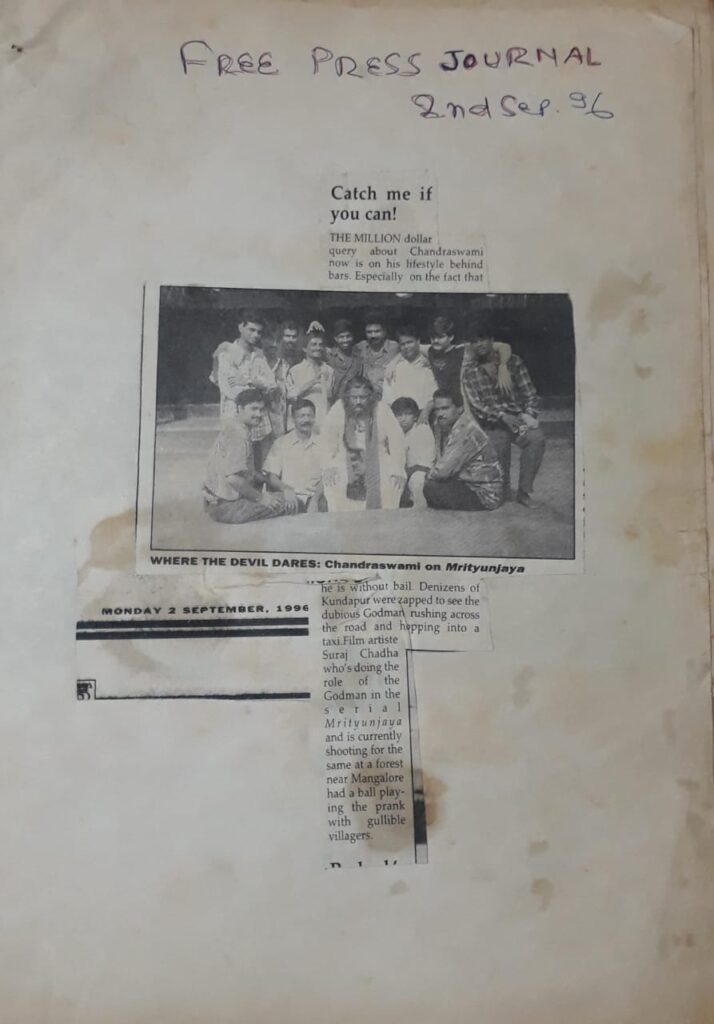 FREE PRESS JOURNAL
2nd Sep. 96
Catch me if
you can!
THE MILLION dollar
query about Chandraswami
now is on his lifestyle behind
bars. Especially on the fact that
WHERE THE DEVIL DARES: Chandraswami on Mrityunjaya
he is without bail. Denizens of
Kundapur were zapped to see the
dubious Godman rushing across
the road and hopping into a
taxi.Film artiste
Suraj Chadha
who's doing the
role of the
Godman in the
serial
Mrityunjaya
and is currently
shooting for the
same at a forest
near Mangalore
had a ball play-
ing the prank
with gullible
villagers.
MONDAY 2 SEPTEMBER, 1996